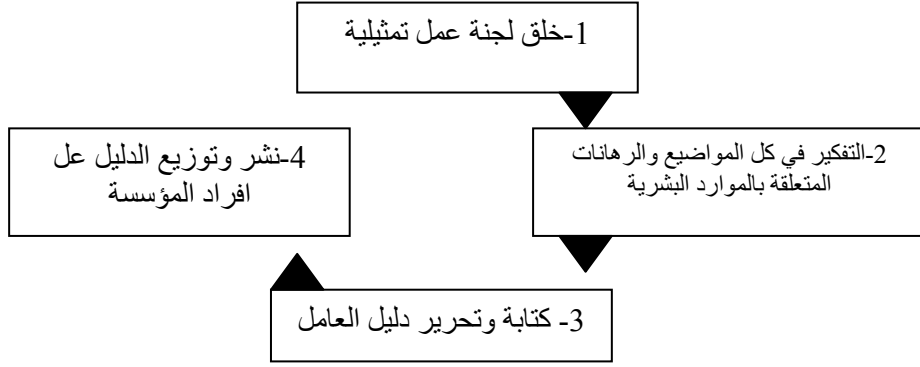 1-خلق لجنة عمل تمثيلية
2-التفكير في كل المواضيع والرهانات
المتعلقة بالموارد البشرية
3- كتابة وتحرير دليل العامل
4-نشر وتوزيع الدليل عل
افراد المؤسسة